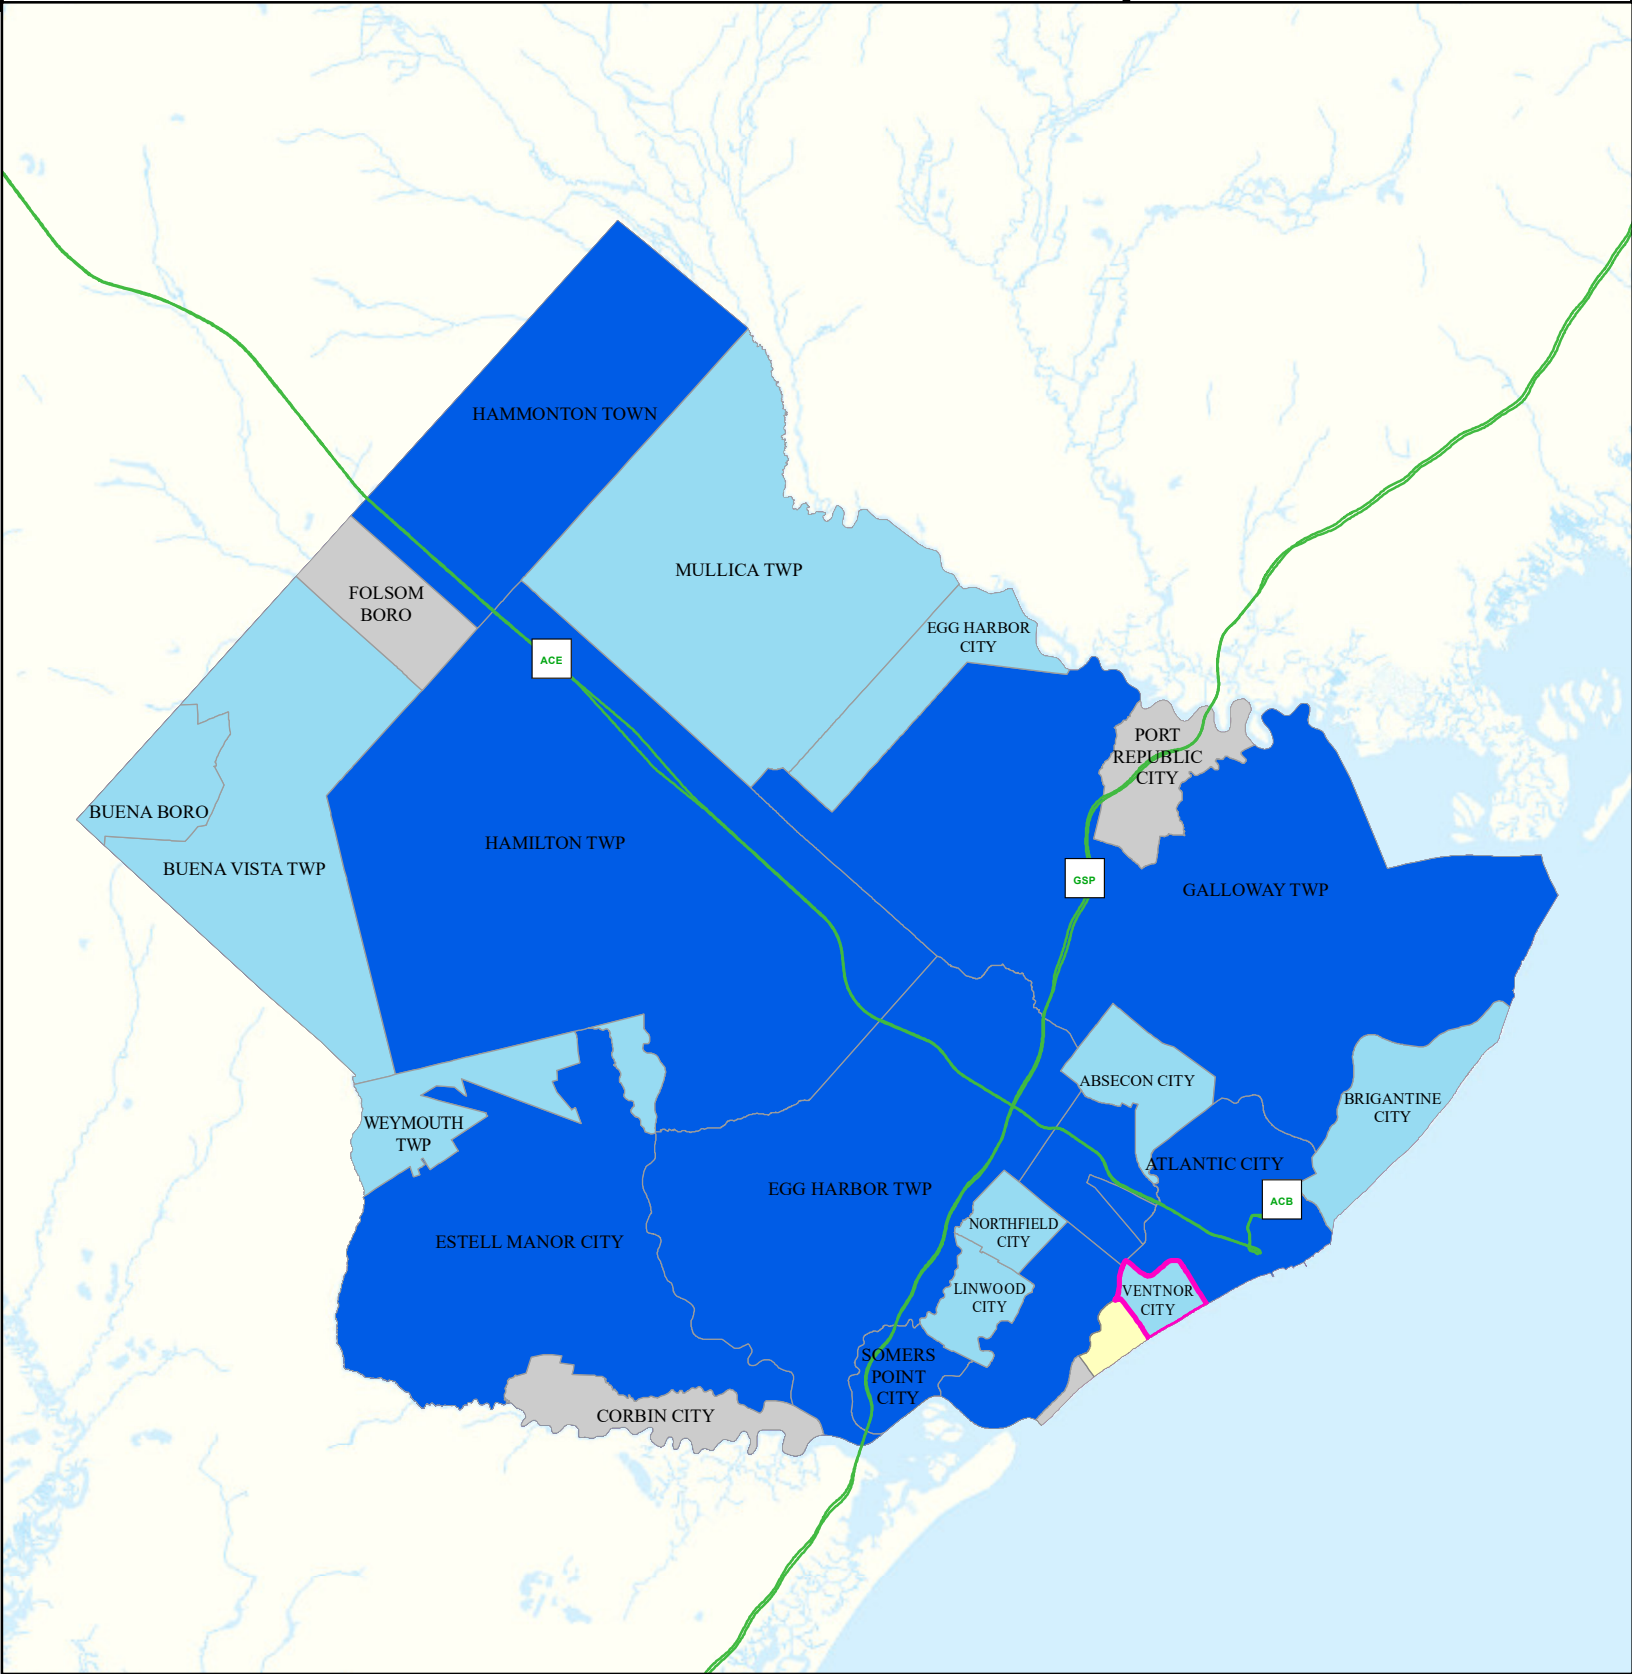 HAMMONTON TOWN
MULLICA TWP
FOLSOM
BORO
EGG HARBOR
CITY
ACE
PORT
REPUBLIC
CITY
BUENA BORO
HAMILTON TWP
BUENA VISTA TWP
GSP
GALLOWAY TWP
ABSECON CITY
BRIGANTINE
CITY
WEYMOUTH
TWP
ATLANTIC CITY
EGG HARBOR TWP
ACB
NORTHFIELD
CITY
ESTELL MANOR CITY
LINWOOD
CITY
VENTNOR
CITY
SOMERS
POINT
CITY
CORBIN CITY